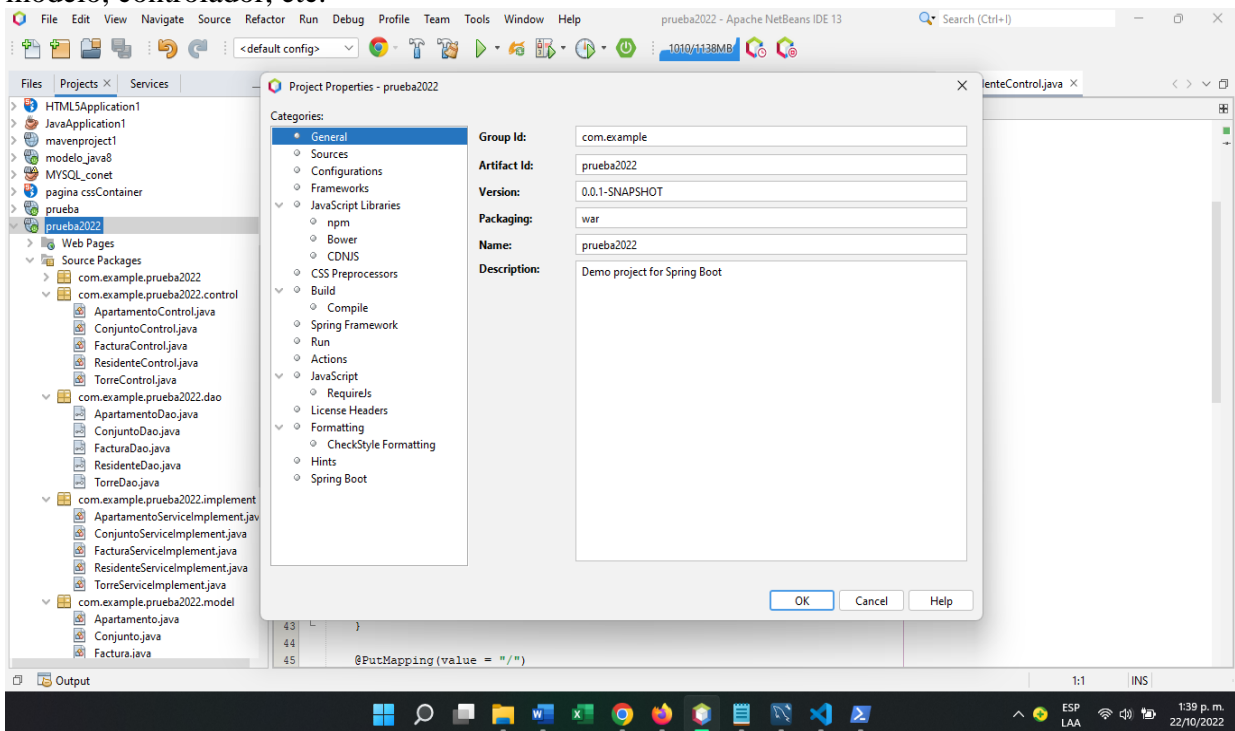 modelo, controlador, etc.
File Edit View Navigate Source Refactor Run Debug Profile Team Tools Window Help prueba2022 - Apache NetBeans IDE 13 Search (Ctrl+I)
<default config> 1010/1138MB
Files Projects Services
HTML5Application1
JavaApplication1
mavenproject1
modelo_java8
MYSQL_conet
pagina cssContainer
prueba
prueba2022
Web Pages
Source Packages
com.example.prueba2022
com.example.prueba2022.control
ApartamentoControl.java
ConjuntoControl.java
FacturaControl.java
ResidenteControl.java
TorreControl.java
com.example.prueba2022.dao
ApartamentoDao.java
ConjuntoDao.java
FacturaDao.java
ResidenteDao.java
TorreDao.java
com.example.prueba2022.implement
ApartamentoServiceImplement.jav
ConjuntoServiceImplement.java
FacturaServiceImplement.java
ResidenteServiceImplement.java
TorreServiceImplement.java
com.example.prueba2022.model
Apartamento.java
Conjunto.java
Factura.java
Project Properties - prueba2022
Categories:
General
Sources
Configurations
Frameworks
JavaScript Libraries
npm
Bower
CDNJS
CSS Preprocessors
Build
Compile
Spring Framework
Run
Actions
JavaScript
RequireJs
License Headers
Formatting
CheckStyle Formatting
Hints
Spring Boot
Group Id: com.example
Artifact Id: prueba2022
Version: 0.0.1-SNAPSHOT
Packaging: war
Name: prueba2022
Description: Demo project for Spring Boot
OK Cancel Help
denteControl.java
43 }
44
45 @PutMapping(value = "/")
Output 1:1 INS
ESP 1:39 p. m.
LAA 22/10/2022